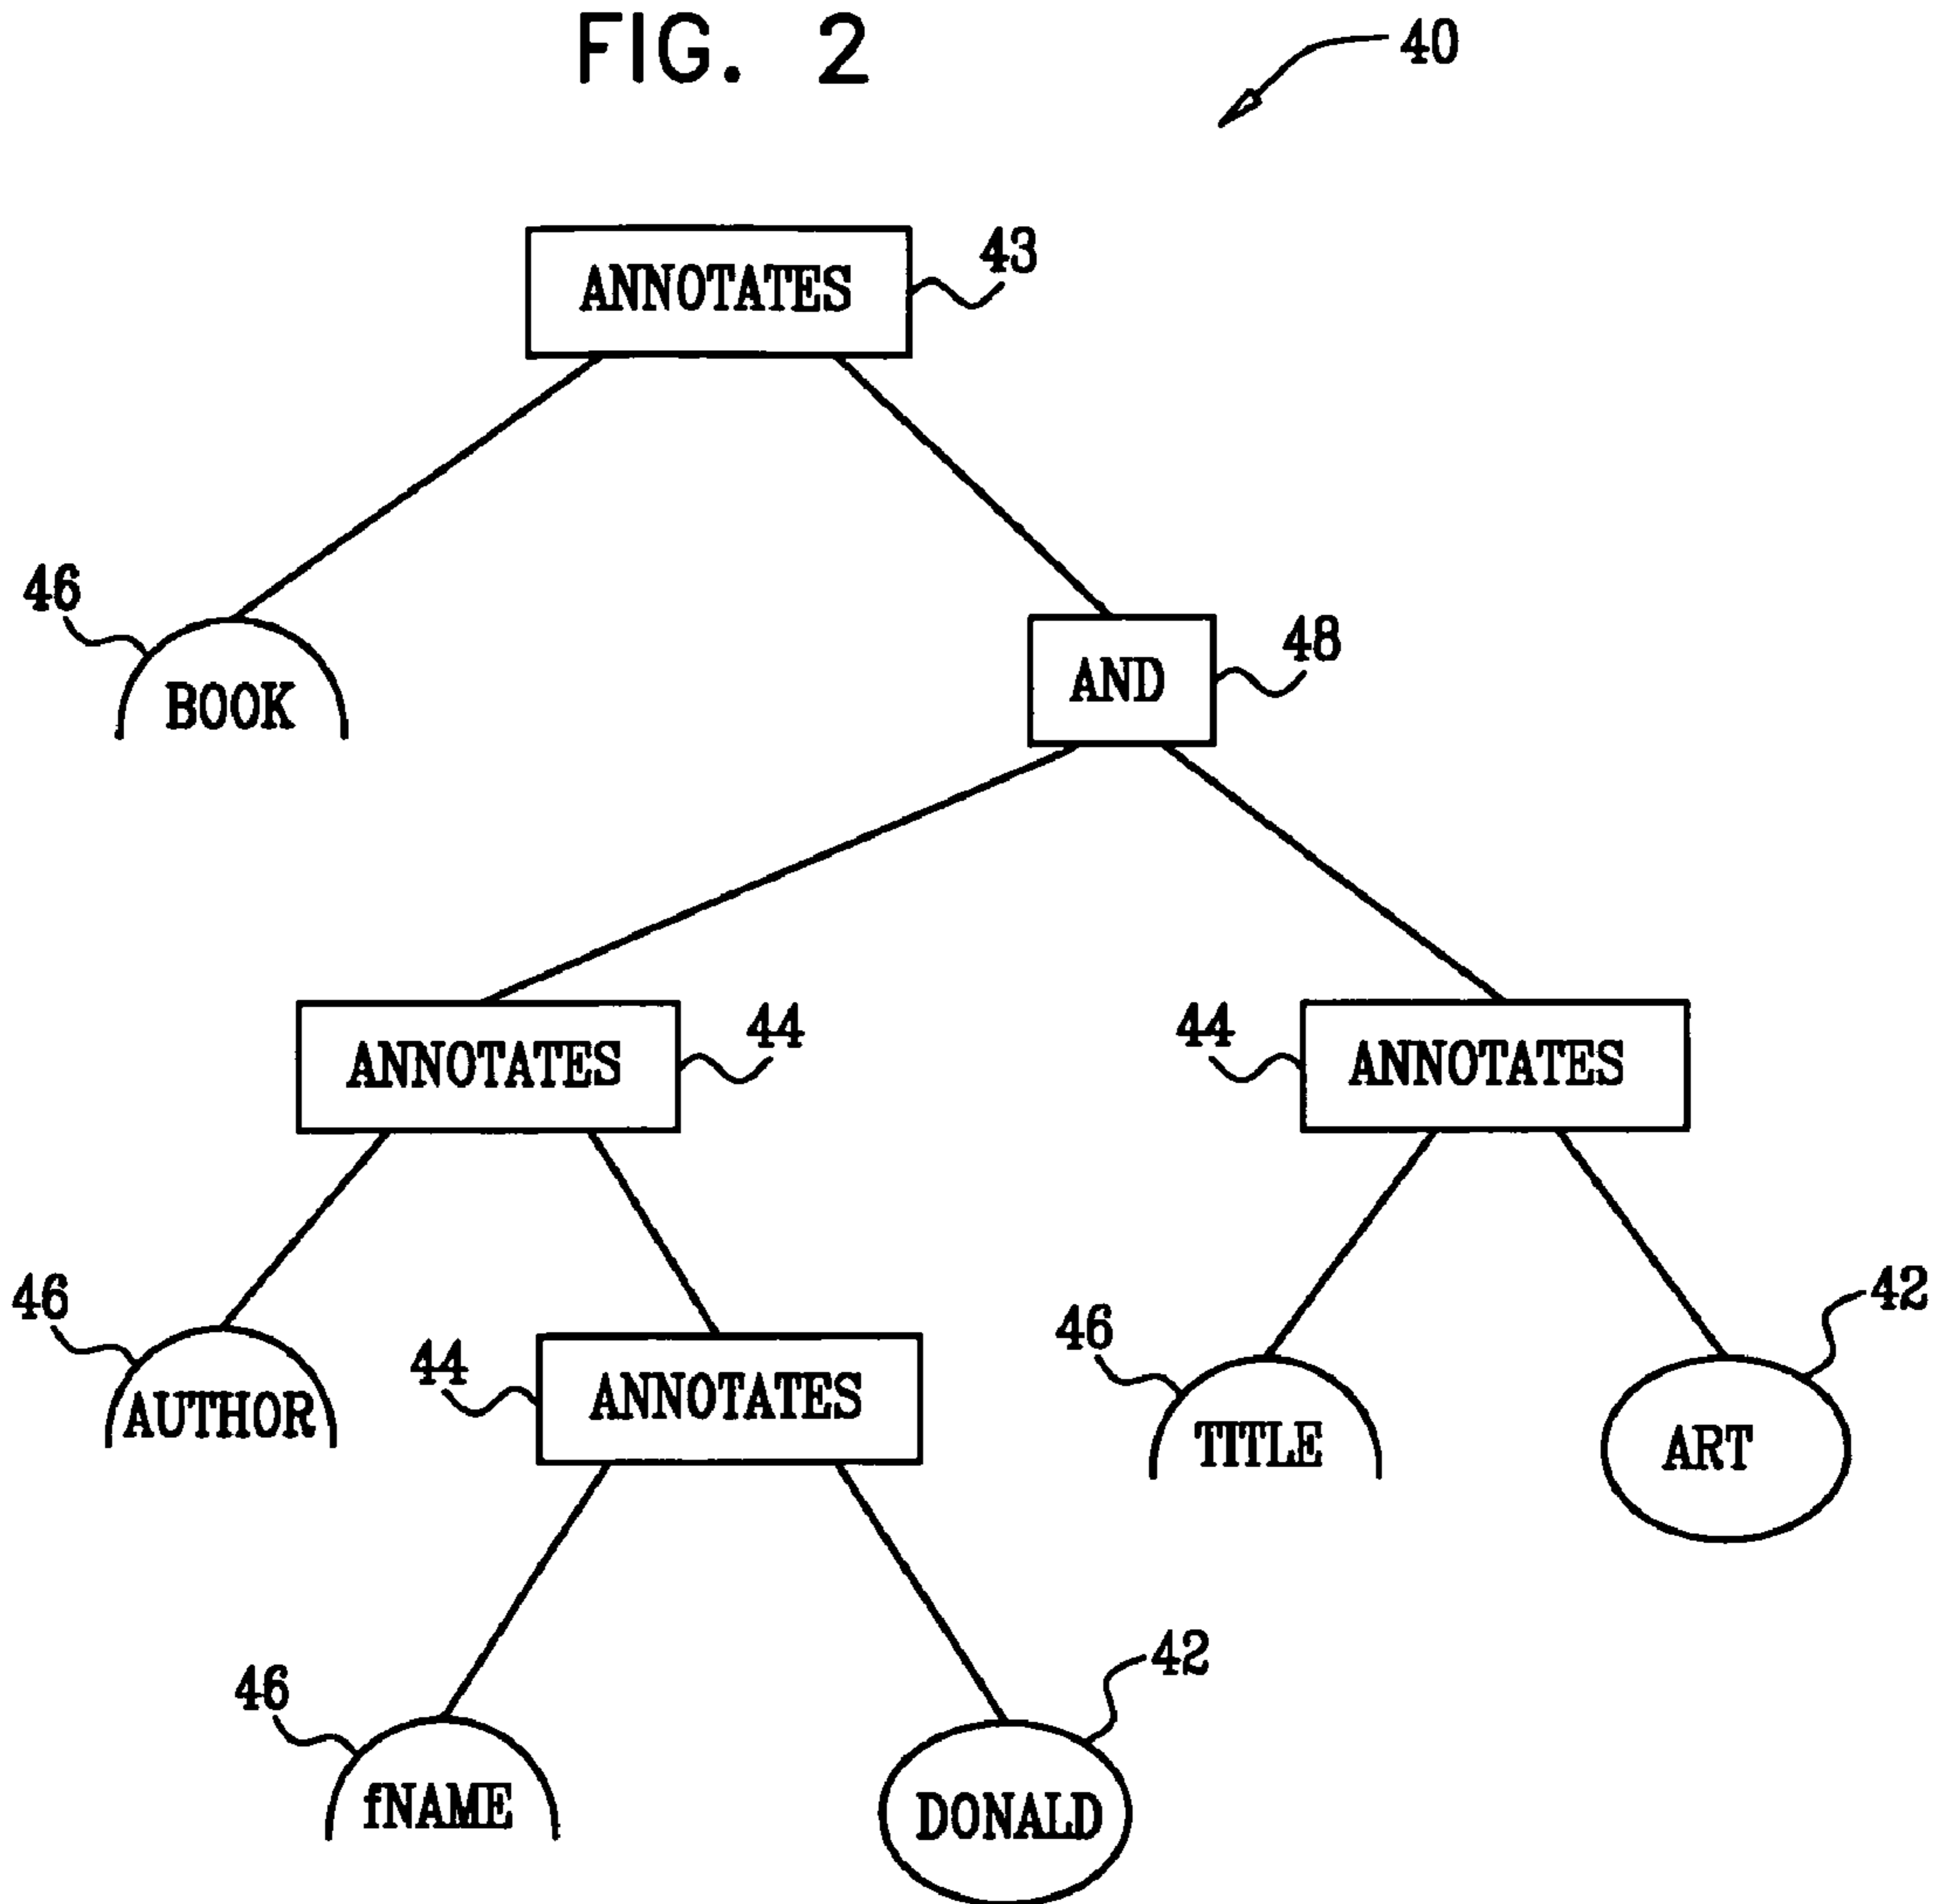 FIG. 2
40
ANNOTATES
43
46
BOOK
AND
48
ANNOTATES
44
44
ANNOTATES
46
AUTHOR
44
ANNOTATES
46
TITLE
42
ART
46
fNAME
42
DONALD